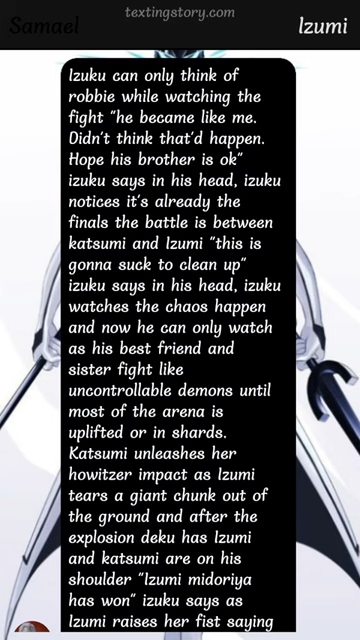 textingstory.com
Samael
Izumi
Izuku can only think of
robbie while watching the
fight "he became like me.
Didn't think that'd happen.
Hope his brother is ok"
izuku says in his head, izuku
notices it's already the
finals the battle is between
katsumi and Izumi "this is
gonna suck to clean up"
izuku says in his head, izuku
watches the chaos happen
and now he can only watch
as his best friend and
sister fight like
uncontrollable demons until
most of the arena is
uplifted or in shards.
Katsumi unleashes her
howitzer impact as Izumi
tears a giant chunk out of
the ground and after the
explosion deku has Izumi
and katsumi are on his
shoulder "Izumi midoriya
has won" izuku says as
Izumi raises her fist saying